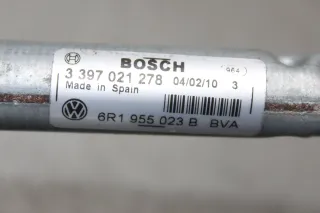 BOSCH
3 397 021 278 04/02/10 3
Made in Spain
6R1 955 023 B BVA